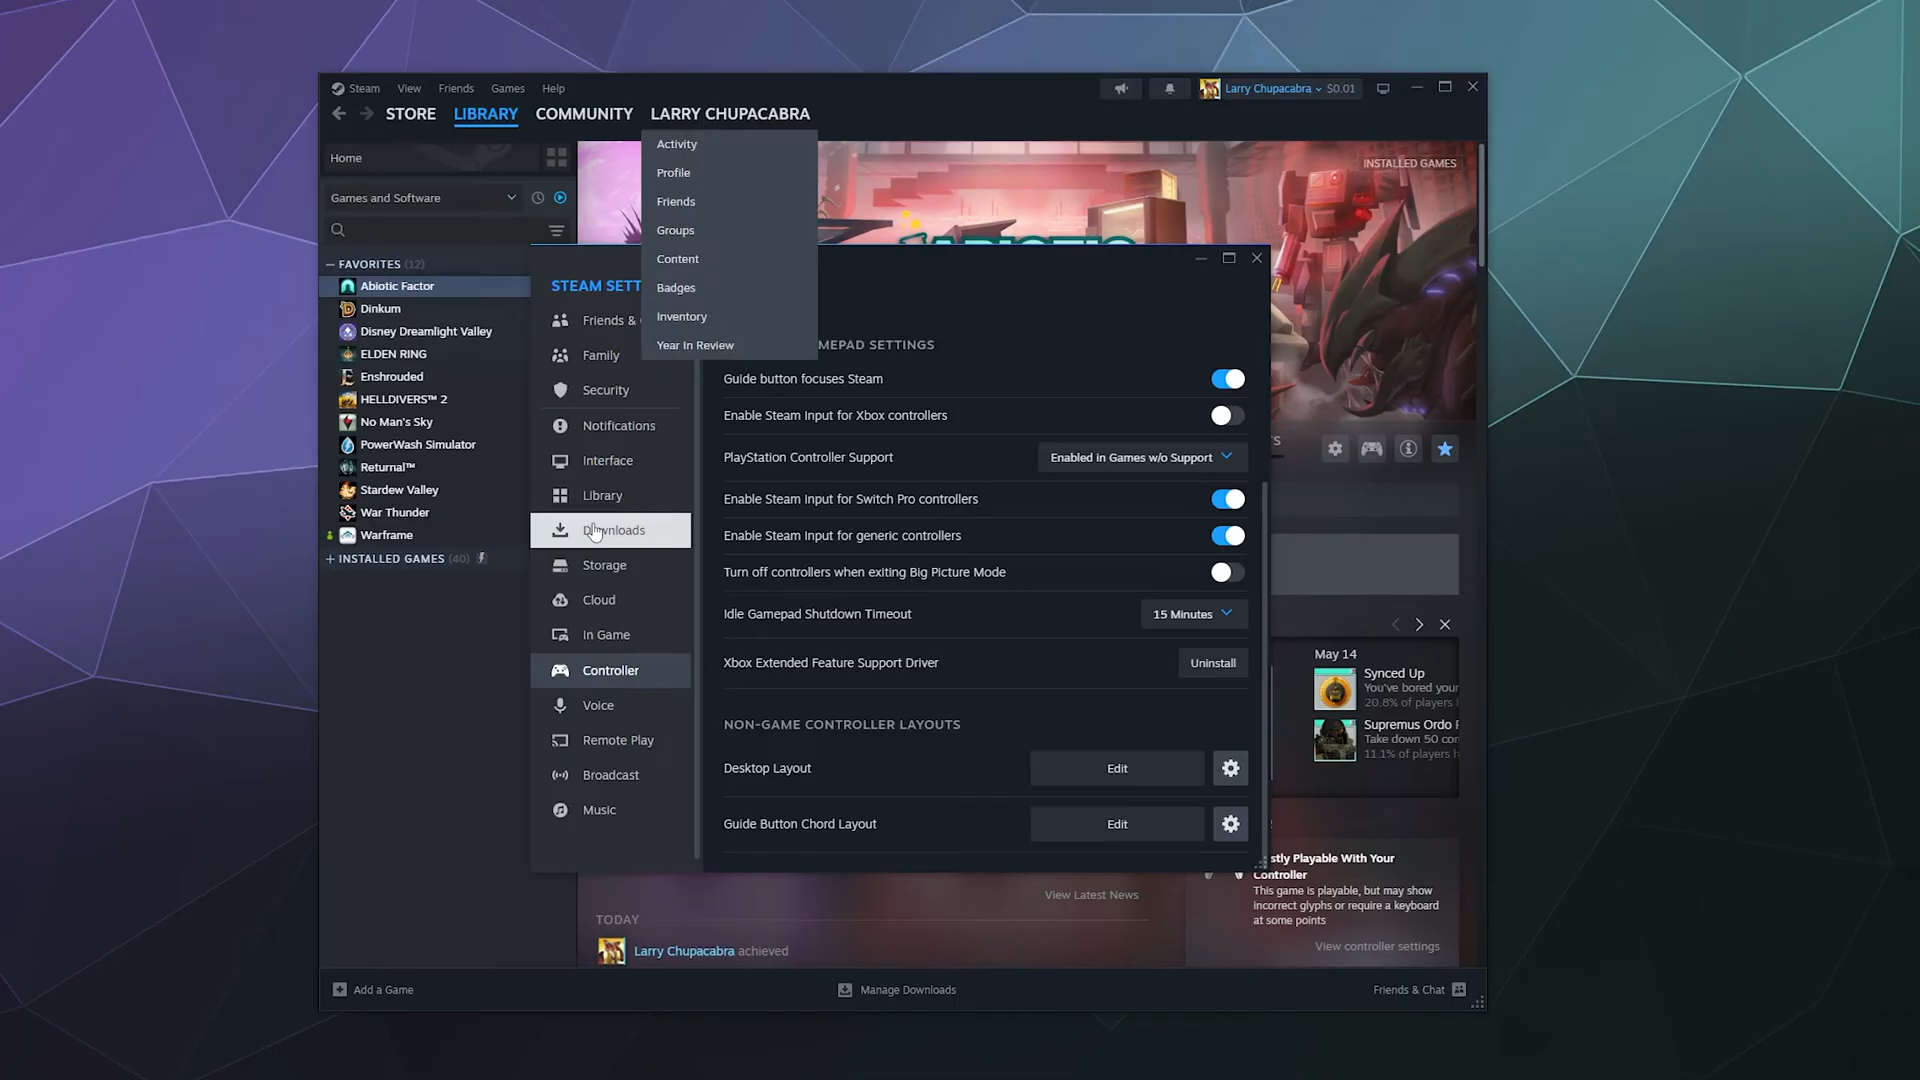 Steam View Friends Games Help
Larry Chupacabra $0.01
STORE LIBRARY COMMUNITY LARRY CHUPACABRA
Activity
Profile
Friends
Groups
Content
Badges
Inventory
Year In Review
Home
Games and Software
FAVORITES (12)
Abiotic Factor
Dinkum
Disney Dreamlight Valley
ELDEN RING
Enshrouded
HELLDIVERS™ 2
No Man's Sky
PowerWash Simulator
Returnal™
Stardew Valley
War Thunder
Warframe
INSTALLED GAMES (40)
INSTALLED GAMES
STEAM SETT
Friends &
Family
Security
Notifications
Interface
Library
Downloads
Storage
Cloud
In Game
Controller
Voice
Remote Play
Broadcast
Music
MEPAD SETTINGS
Guide button focuses Steam
Enable Steam Input for Xbox controllers
PlayStation Controller Support Enabled in Games w/o Support
Enable Steam Input for Switch Pro controllers
Enable Steam Input for generic controllers
Turn off controllers when exiting Big Picture Mode
Idle Gamepad Shutdown Timeout 15 Minutes
Xbox Extended Feature Support Driver Uninstall
NON-GAME CONTROLLER LAYOUTS
Desktop Layout Edit
Guide Button Chord Layout Edit
May 14
Synced Up
You've bored your
20.8% of players h
Supremus Ordo
Take down 50 con
11.1% of players h
stly Playable With Your
Controller
This game is playable, but may show
incorrect glyphs or require a keyboard
at some points
View controller settings
View Latest News
TODAY
Larry Chupacabra achieved
Add a Game
Manage Downloads
Friends & Chat